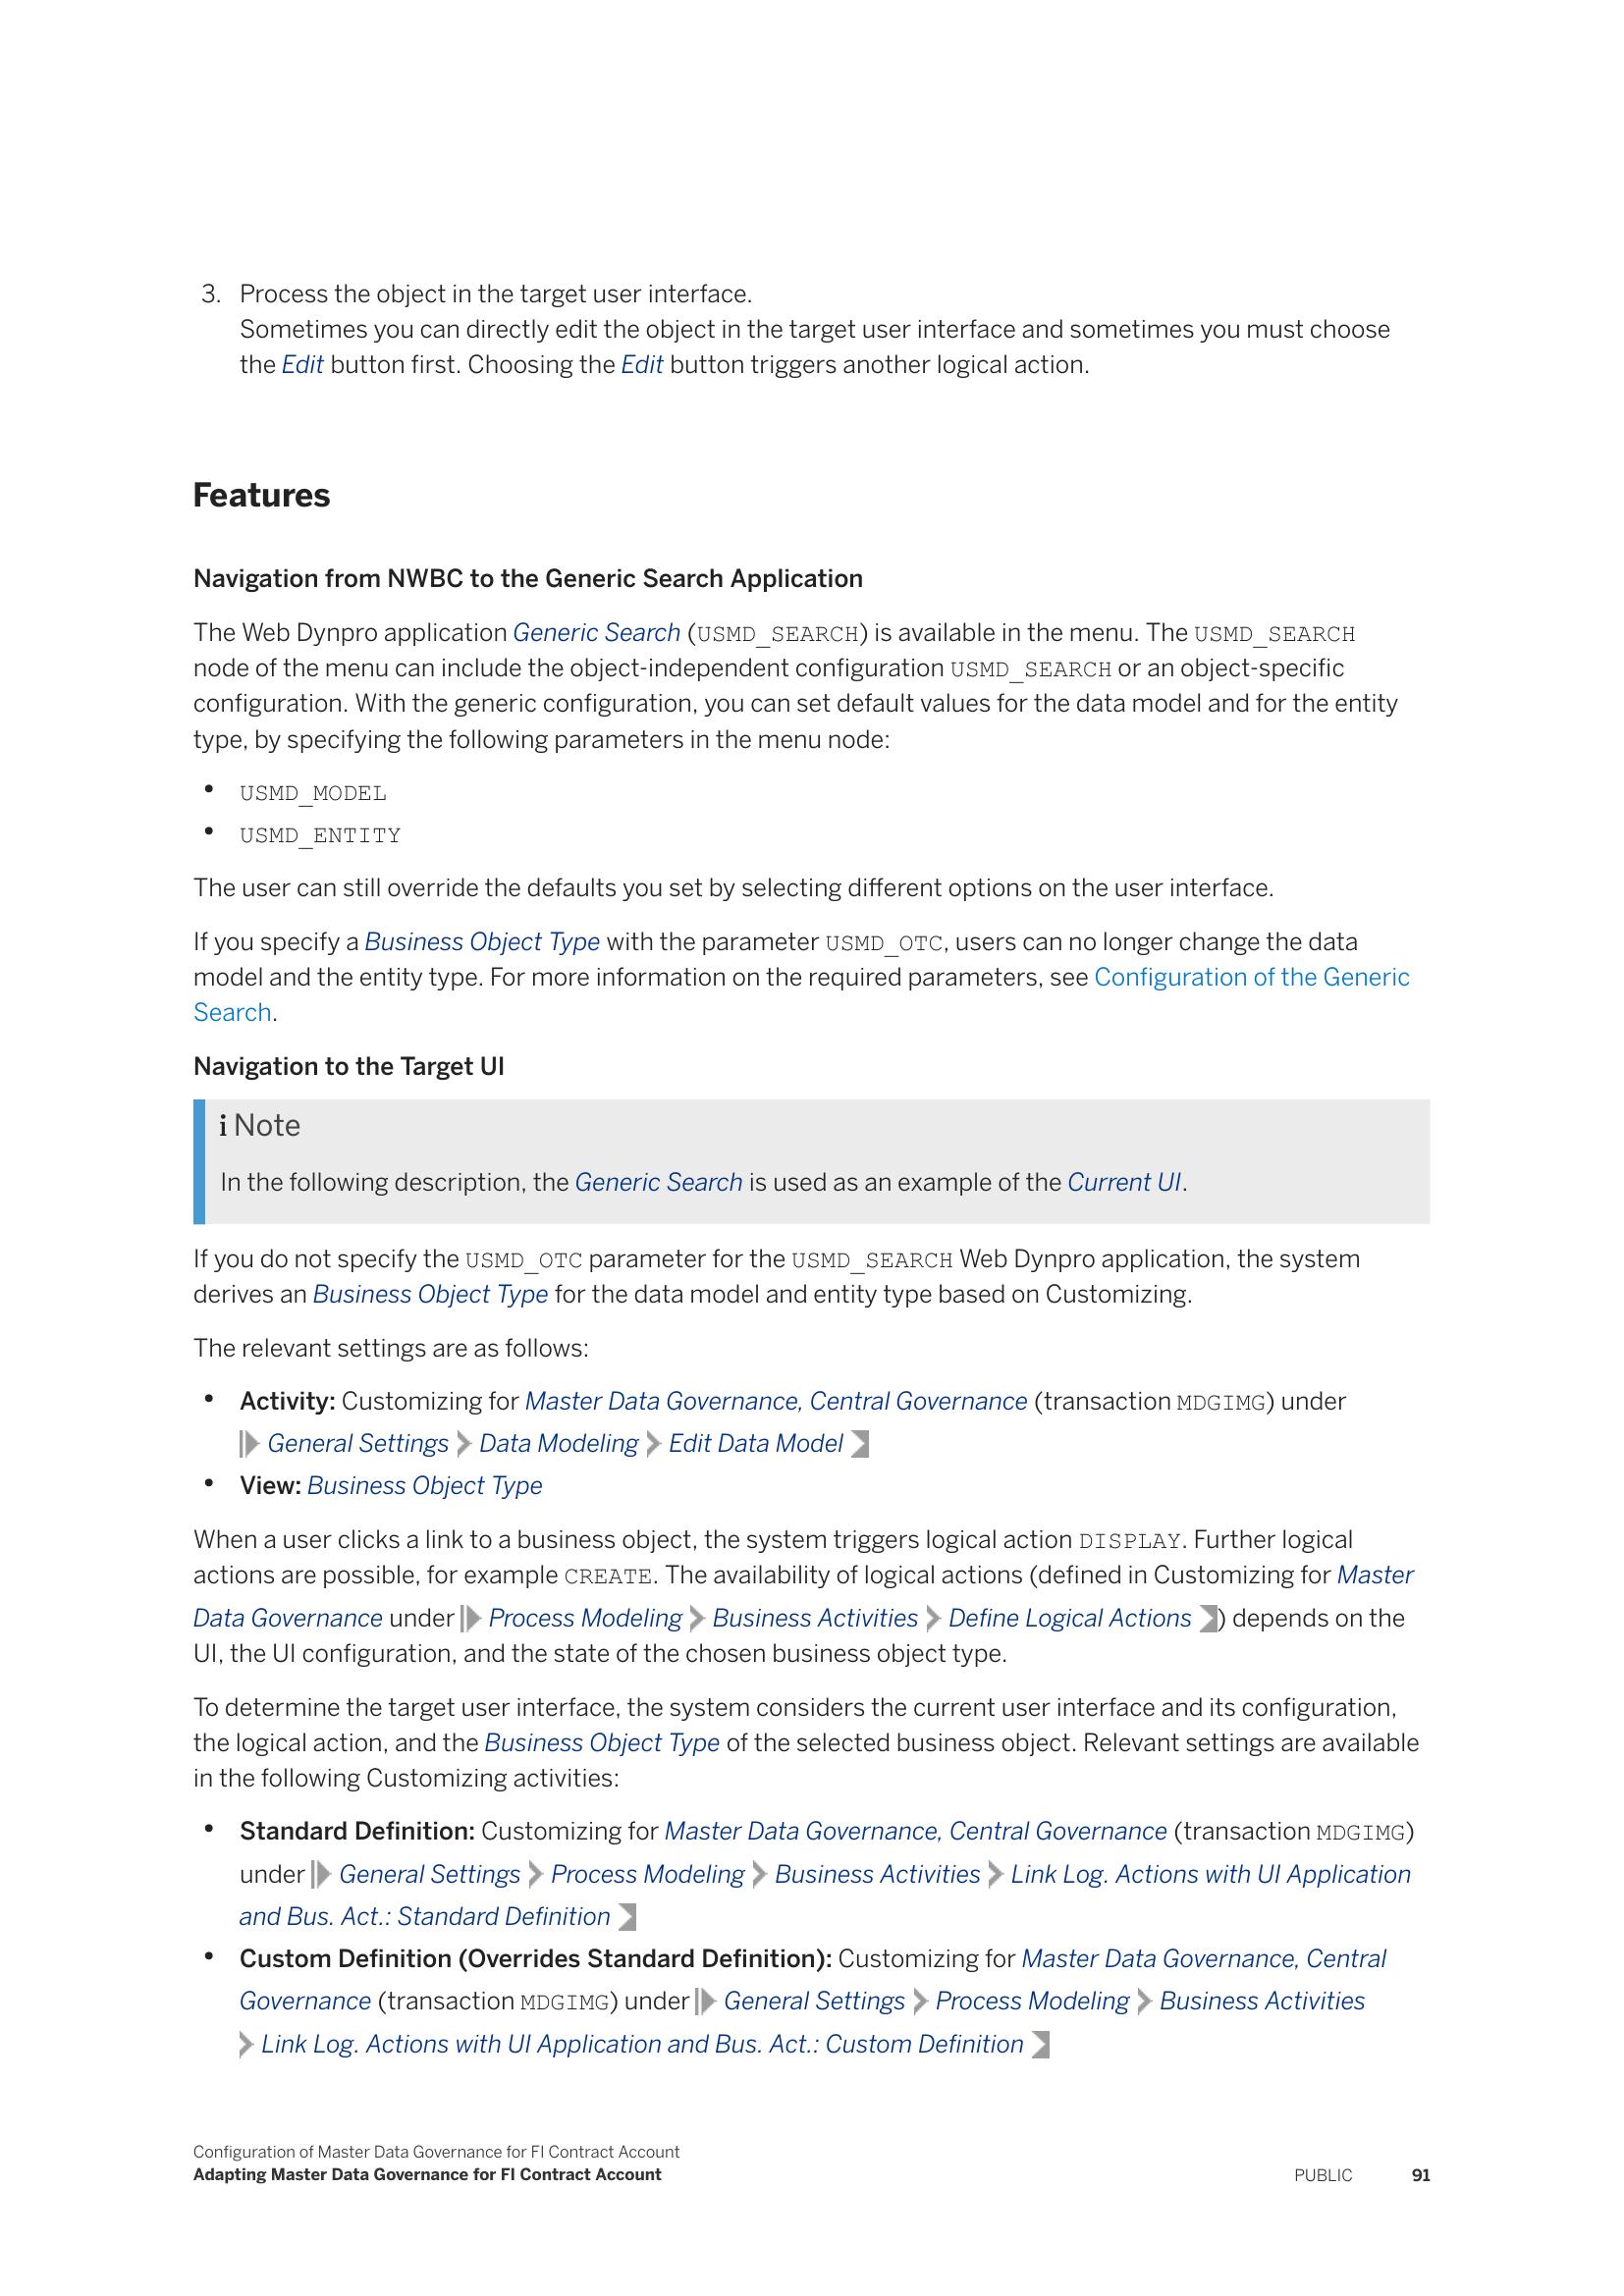 3. Process the object in the target user interface.
Sometimes you can directly edit the object in the target user interface and sometimes you must choose
the Edit button first. Choosing the Edit button triggers another logical action.
Features
Navigation from NWBC to the Generic Search Application
The Web Dynpro application Generic Search (USMD_SEARCH) is available in the menu. The USMD_SEARCH
node of the menu can include the object-independent configuration USMD_SEARCH or an object-specific
configuration. With the generic configuration, you can set default values for the data model and for the entity
type, by specifying the following parameters in the menu node:
• USMD_MODEL
• USMD_ENTITY
The user can still override the defaults you set by selecting different options on the user interface.
If you specify a Business Object Type with the parameter USMD_OTC, users can no longer change the data
model and the entity type. For more information on the required parameters, see Configuration of the Generic
Search.
Navigation to the Target UI
i Note
In the following description, the Generic Search is used as an example of the Current UI.
If you do not specify the USMD_OTC parameter for the USMD_SEARCH Web Dynpro application, the system
derives an Business Object Type for the data model and entity type based on Customizing.
The relevant settings are as follows:
• Activity: Customizing for Master Data Governance, Central Governance (transaction MDGIMG) under
General Settings > Data Modeling > Edit Data Model
• View: Business Object Type
When a user clicks a link to a business object, the system triggers logical action DISPLAY. Further logical
actions are possible, for example CREATE. The availability of logical actions (defined in Customizing for Master
Data Governance under Process Modeling > Business Activities > Define Logical Actions ) depends on the
UI, the UI configuration, and the state of the chosen business object type.
To determine the target user interface, the system considers the current user interface and its configuration,
the logical action, and the Business Object Type of the selected business object. Relevant settings are available
in the following Customizing activities:
• Standard Definition: Customizing for Master Data Governance, Central Governance (transaction MDGIMG)
under General Settings > Process Modeling > Business Activities > Link Log. Actions with UI Application
and Bus. Act.: Standard Definition
• Custom Definition (Overrides Standard Definition): Customizing for Master Data Governance, Central
Governance (transaction MDGIMG) under General Settings > Process Modeling > Business Activities
> Link Log. Actions with UI Application and Bus. Act.: Custom Definition
Configuration of Master Data Governance for FI Contract Account
Adapting Master Data Governance for FI Contract Account
PUBLIC 91